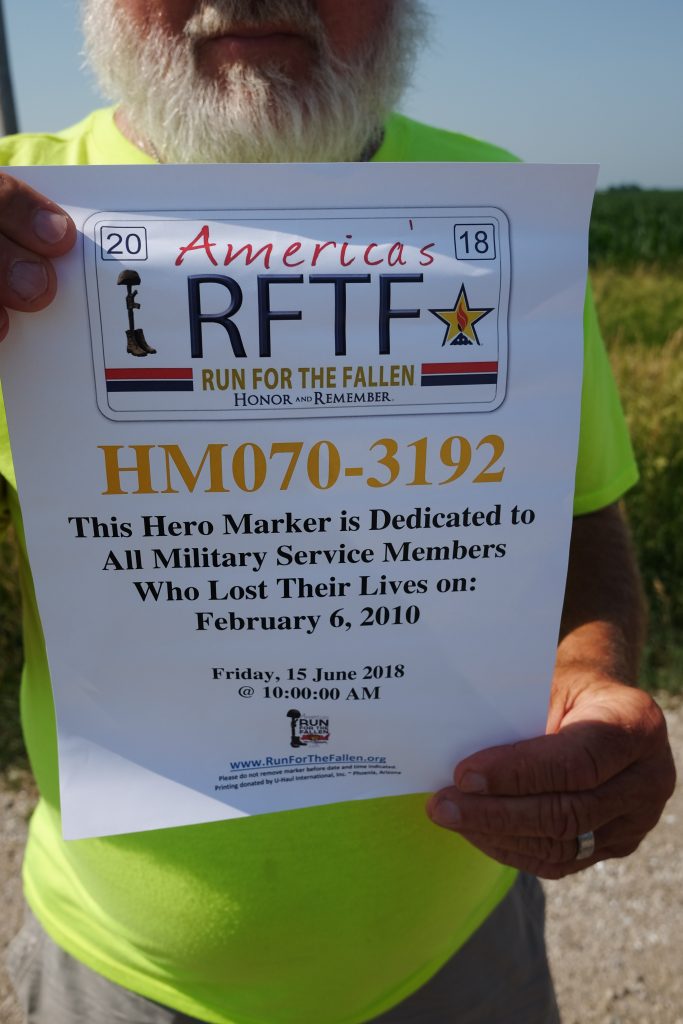 20 America's 18
RFTF
RUN FOR THE FALLEN
HONOR AND REMEMBER
HM070-3192
This Hero Marker is Dedicated to
All Military Service Members
Who Lost Their Lives on:
February 6, 2010
Friday, 15 June 2018
@ 10:00:00 AM
RUN
FOR THE
FALLEN
www.RunForTheFallen.org
Please do not remove marker before date and time indicated.
Printing donated by U-Haul International, Inc. ~ Phoenix, Arizona